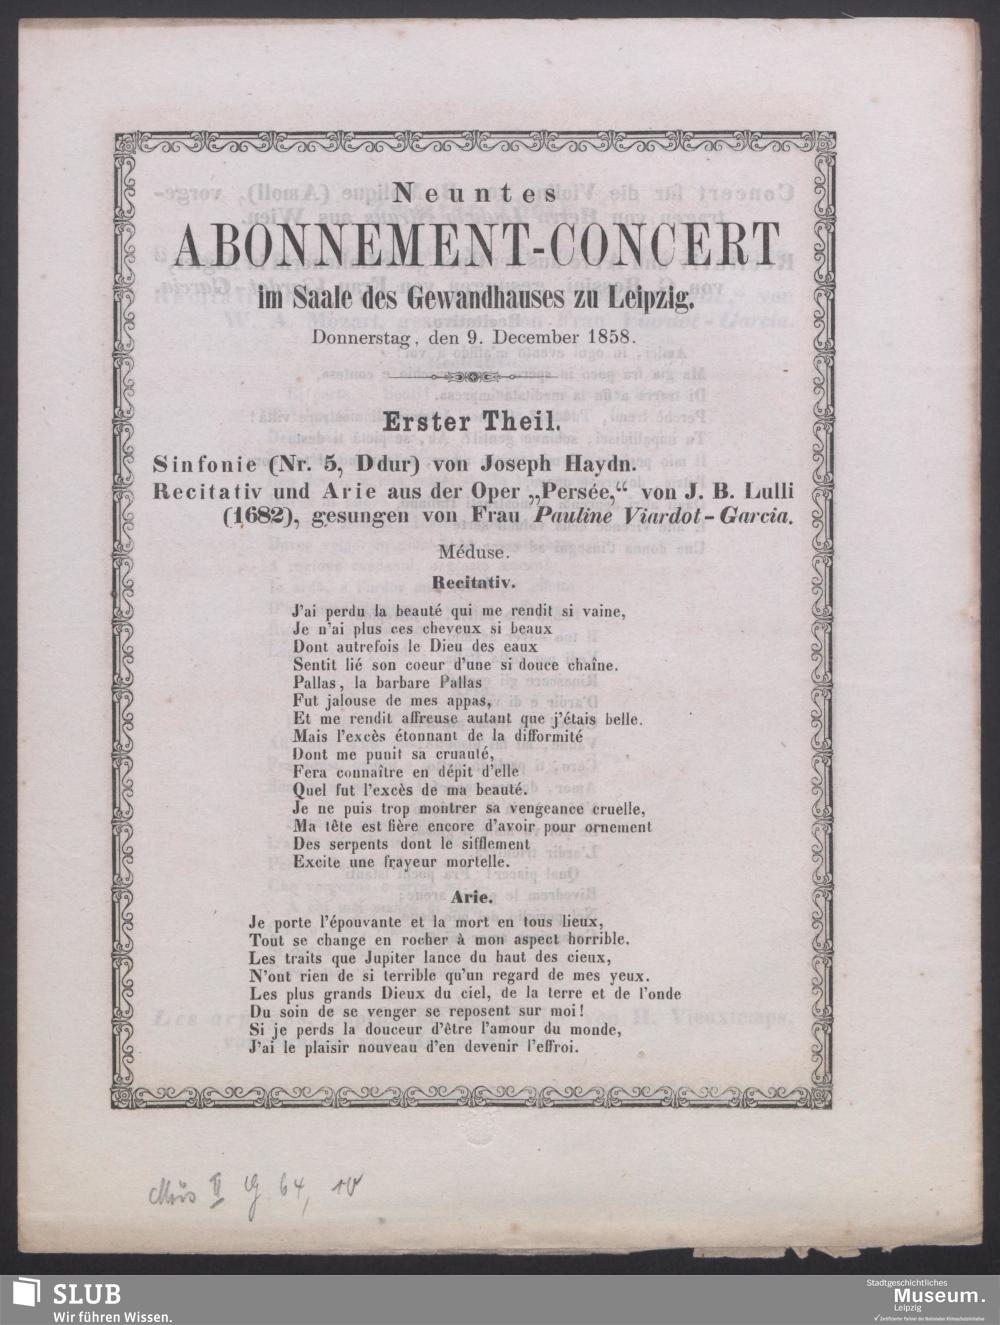 Neuntes
ABONNEMENT-CONCERT
im Saale des Gewandhauses zu Leipzig.
Donnerstag, den 9. December 1858.
Erster Theil.
Sinfonie (Nr. 5, Ddur) von Joseph Haydn.
Recitativ und Arie aus der Oper „Persée,“ von J. B. Lulli
(1682), gesungen von Frau Pauline Viardot-Garcia.
Méduse.
Recitativ.
J'ai perdu la beauté qui me rendit si vaine,
Je n'ai plus ces cheveux si beaux
Dont autrefois le Dieu des eaux
Sentit lié son coeur d'une si douce chaîne.
Pallas, la barbare Pallas
Fut jalouse de mes appas,
Et me rendit affreuse autant que j'étais belle.
Mais l'excès étonnant de la difformité
Dont me punit sa cruauté,
Fera connaître en dépit d'elle
Quel fut l'excès de ma beauté.
Je ne puis trop montrer sa vengeance cruelle,
Ma tête est fière encore d'avoir pour ornement
Des serpents dont le sifflement
Excite une frayeur mortelle.
Arie.
Je porte l'épouvante et la mort en tous lieux,
Tout se change en rocher à mon aspect horrible.
Les traits que Jupiter lance du haut des cieux,
N'ont rien de si terrible qu'un regard de mes yeux.
Les plus grands Dieux du ciel, de la terre et de l'onde
Du soin de se venger se reposent sur moi!
Si je perds la douceur d'être l'amour du monde,
J'ai le plaisir nouveau d'en devenir l'effroi.
Mus II G 64, 10
SLUB
Wir führen Wissen.
Stadtgeschichtliches
Museum.
Leipzig
Zertifizierter Partner der